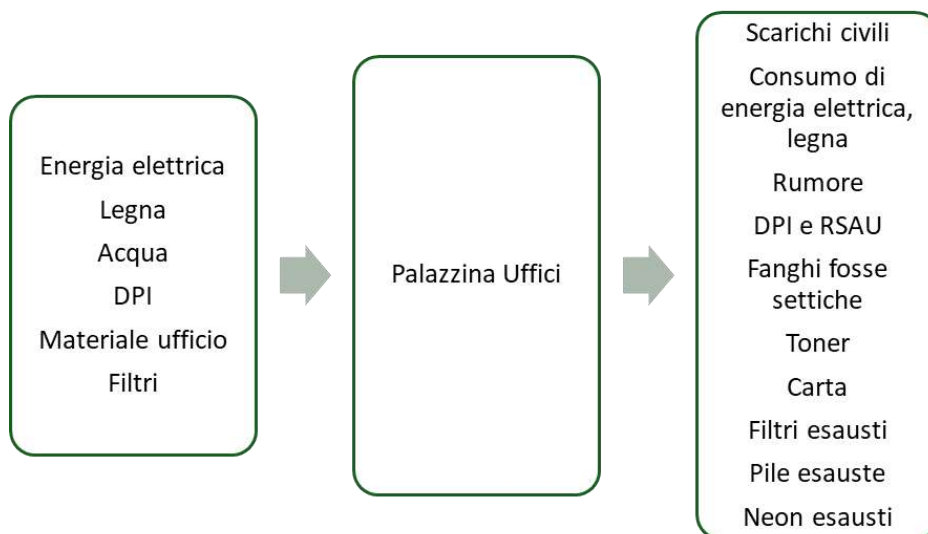 Energia elettrica
Legna
Acqua
DPI
Materiale ufficio
Filtri
Palazzina Uffici
Scarichi civili
Consumo di
energia elettrica,
legna
Rumore
DPI e RSAU
Fanghi fosse
settiche
Toner
Carta
Filtri esausti
Pile esauste
Neon esausti